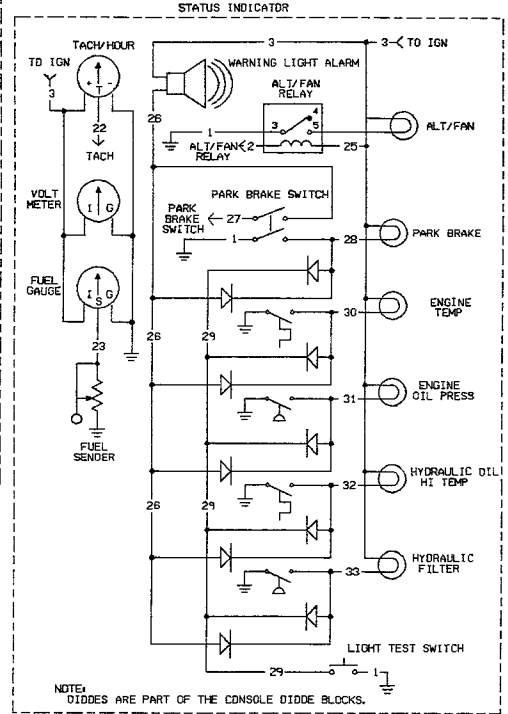 STATUS INDICATOR
TACH/HOUR
TO IGN
3
+ T -
22
TACH
VOLT
METER
I G
FUEL
GAUGE
I S G
23
FUEL
SENDER
3
3 TO IGN
WARNING LIGHT ALARM
26
ALT/FAN
RELAY
4
3 5
1
ALT/FAN
ALT/FAN 2
RELAY
25
PARK BRAKE SWITCH
PARK
BRAKE
SWITCH
27
1
28
PARK BRAKE
30
ENGINE
TEMP
26
29
31
ENGINE
OIL PRESS
32
HYDRAULIC OIL
HI TEMP
26
29
33
HYDRAULIC
FILTER
LIGHT TEST SWITCH
29
1
NOTE:
DIODES ARE PART OF THE CONSOLE DIODE BLOCKS.